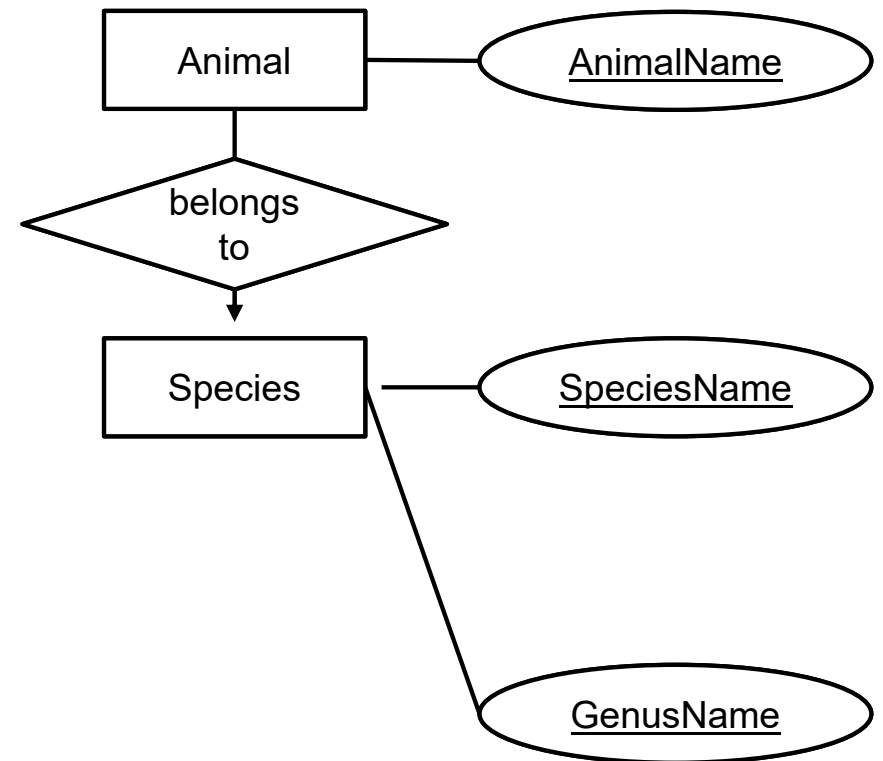 Animal
AnimalName
belongs
to
Species
SpeciesName
GenusName